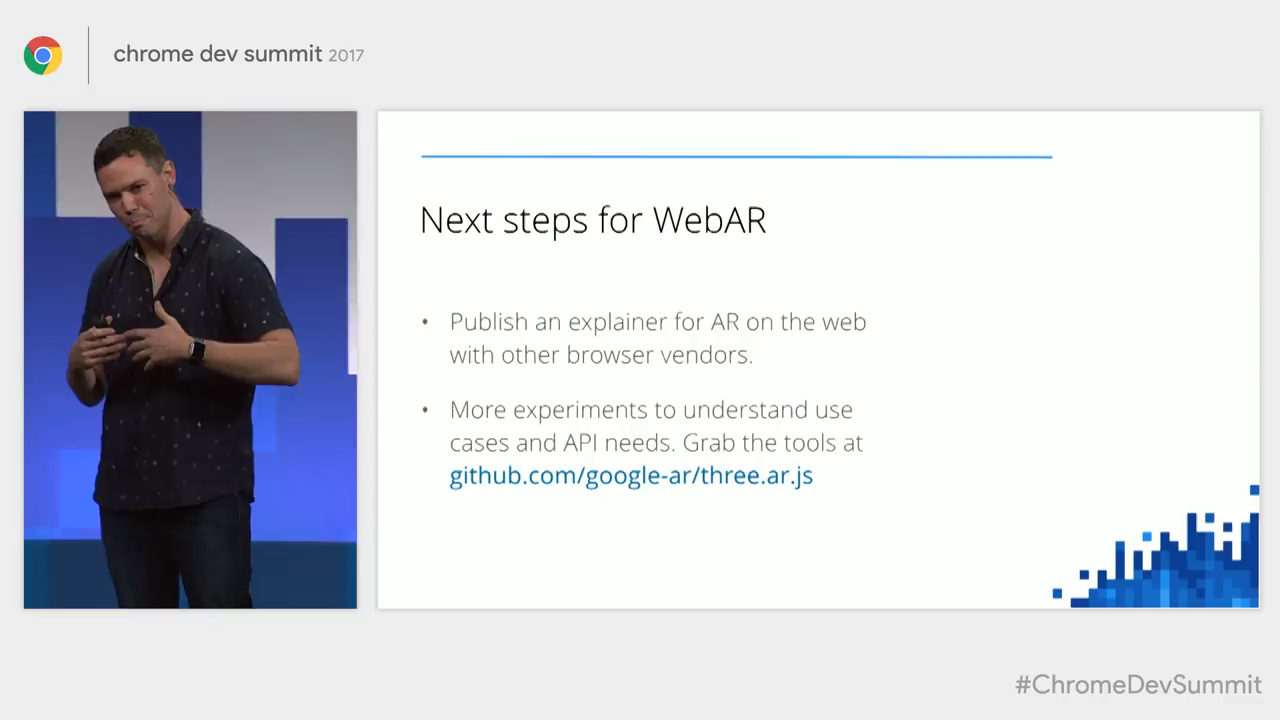 chrome dev summit 2017
Next steps for WebAR
• Publish an explainer for AR on the web
with other browser vendors.
• More experiments to understand use
cases and API needs. Grab the tools at
github.com/google-ar/three.ar.js
#ChromeDevSummit